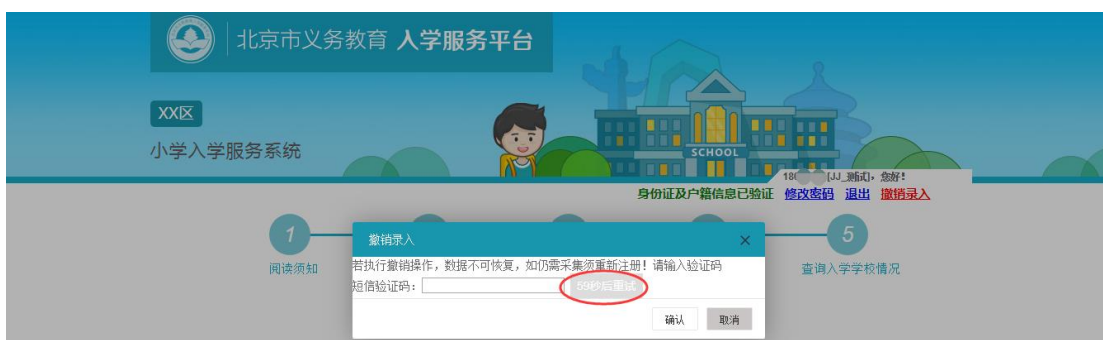 北京市义务教育 入学服务平台
XX区
小学入学服务系统
SCHOOL
18 [JJ_测试]，您好！
身份证及户籍信息已验证 修改密码 退出 撤销录入
1
5
阅读须知
查询入学学校情况
撤销录入 ×
若执行撤销操作，数据不可恢复，如仍需采集须重新注册！请输入验证码
短信验证码： 59秒后重试
确认 取消